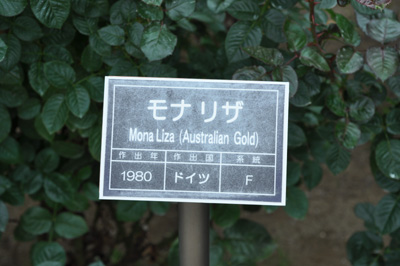 モナ リザ
Mona Liza (Australian Gold)
作出年 作出国 系統
1980 ドイツ F